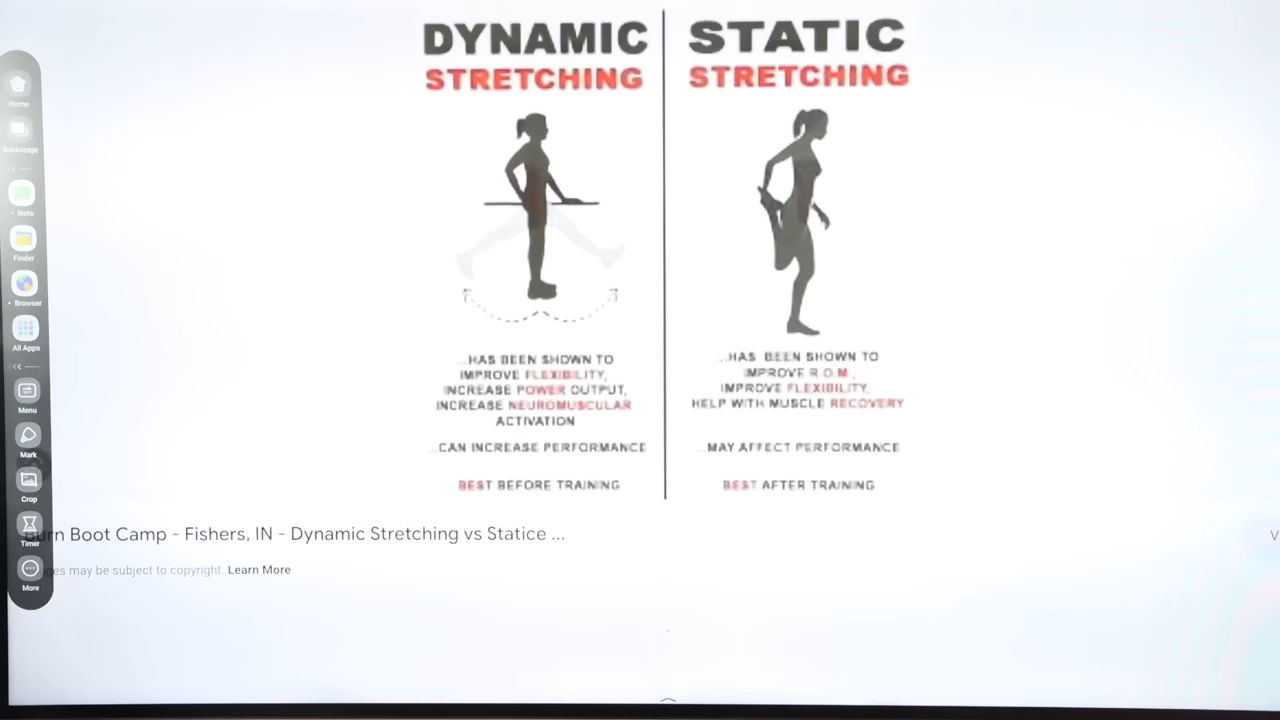 DYNAMIC
STRETCHING
...HAS BEEN SHOWN TO
IMPROVE FLEXIBILITY,
INCREASE POWER OUTPUT,
INCREASE NEUROMUSCULAR
ACTIVATION
...CAN INCREASE PERFORMANCE
BEST BEFORE TRAINING
STATIC
STRETCHING
...HAS BEEN SHOWN TO
IMPROVE R.O.M.,
IMPROVE FLEXIBILITY,
HELP WITH MUSCLE RECOVERY
...MAY AFFECT PERFORMANCE
BEST AFTER TRAINING
Boot Camp - Fishers, IN - Dynamic Stretching vs Statice ...
may be subject to copyright. Learn More
Home
Backstage
Note
Finder
Browser
All Apps
Menu
Mark
Crop
Timer
More
V